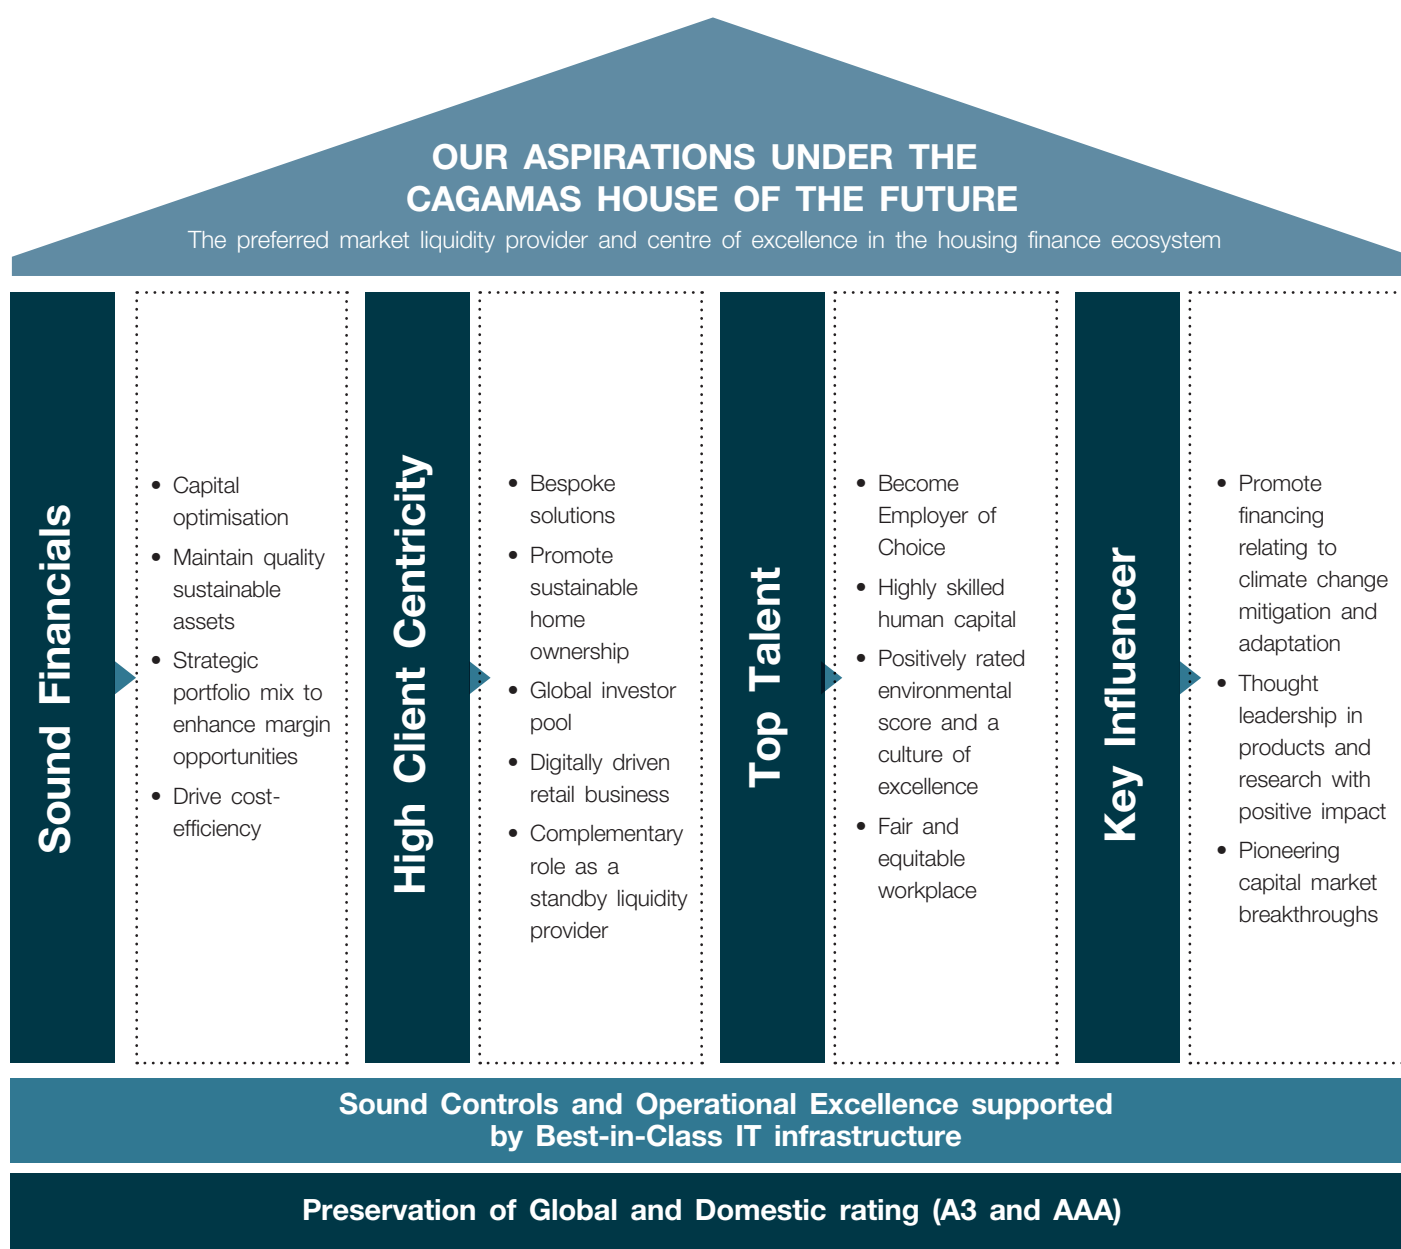 OUR ASPIRATIONS UNDER THE
CAGAMAS HOUSE OF THE FUTURE
The preferred market liquidity provider and centre of excellence in the housing finance ecosystem
Sound Financials
• Capital
optimisation
• Maintain quality
sustainable
assets
• Strategic
portfolio mix to
enhance margin
opportunities
• Drive cost-
efficiency
High Client Centricity
• Bespoke
solutions
• Promote
sustainable
home
ownership
• Global investor
pool
• Digitally driven
retail business
• Complementary
role as a
standby liquidity
provider
Top Talent
• Become
Employer of
Choice
• Highly skilled
human capital
• Positively rated
environmental
score and a
culture of
excellence
• Fair and
equitable
workplace
Key Influencer
• Promote
financing
relating to
climate change
mitigation and
adaptation
• Thought
leadership in
products and
research with
positive impact
• Pioneering
capital market
breakthroughs
Sound Controls and Operational Excellence supported
by Best-in-Class IT infrastructure
Preservation of Global and Domestic rating (A3 and AAA)